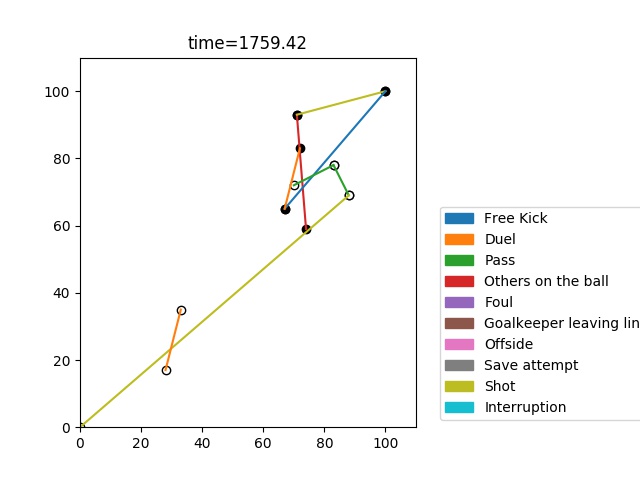 time=1759.42
100
80
60
40
20
0
0 20 40 60 80 100
Free Kick
Duel
Pass
Others on the ball
Foul
Goalkeeper leaving lin
Offside
Save attempt
Shot
Interruption